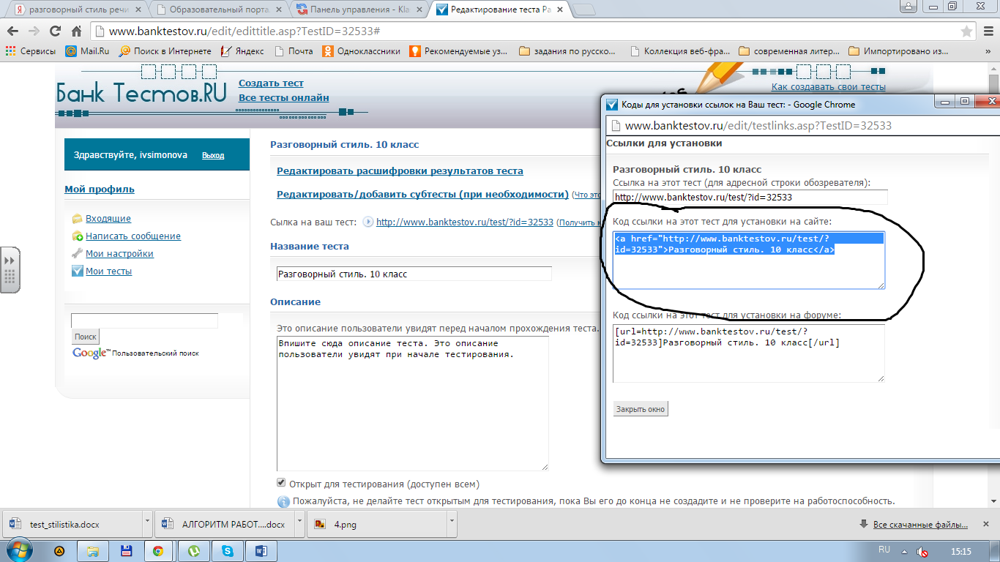 разговорный стиль речи
Образовательный порта
Панель управления - Kla
Редактирование теста Ра
www.banktestov.ru/edit/edittitle.asp?TestID=32533#
Сервисы
Mail.Ru
Поиск в Интернете
Яндекс
Почта
Одноклассники
Рекомендуемые уз...
задания по русско...
Коллекция веб-фра...
современная литер...
Импортировано из...
»
Банк Тестов.RU
Создать тест
Все тесты онлайн
Как создавать свои тесты
Здравствуйте, ivsimonova Выход
Мой профиль
Входящие
Написать сообщение
Мои настройки
Мои тесты
Поиск
Google™ Пользовательский поиск
Разговорный стиль. 10 класс
Редактировать расшифровки результатов теста
Редактировать/добавить субтесты (при необходимости) (Что это
Сылка на ваш тест: http://www.banktestov.ru/test/?id=32533 (Получить к
Название теста
Разговорный стиль. 10 класс
Описание
Это описание пользователи увидят перед началом прохождения теста.
Впишите сюда описание теста. Это описание
пользователи увидят при начале тестирования.
Открыт для тестирования (доступен всем)
Пожалуйста, не делайте тест открытым для тестирования, пока Вы его до конца не создадите и не проверите на работоспособность.
Коды для установки ссылок на Ваш тест: - Google Chrome
www.banktestov.ru/edit/testlinks.asp?TestID=32533
Ссылки для установки
Разговорный стиль. 10 класс
Ссылка на этот тест (для адресной строки обозревателя):
http://www.banktestov.ru/test/?id=32533
Код ссылки на этот тест для установки на сайте:
<a href="http://www.banktestov.ru/test/?
id=32533">Разговорный стиль. 10 класс</a>
Код ссылки на этот тест для установки на форуме:
[url=http://www.banktestov.ru/test/?
id=32533]Разговорный стиль. 10 класс[/url]
Закрыть окно
test_stilistika.docx
АЛГОРИТМ РАБОТ....docx
4.png
Все скачанные файлы...
RU
15:15